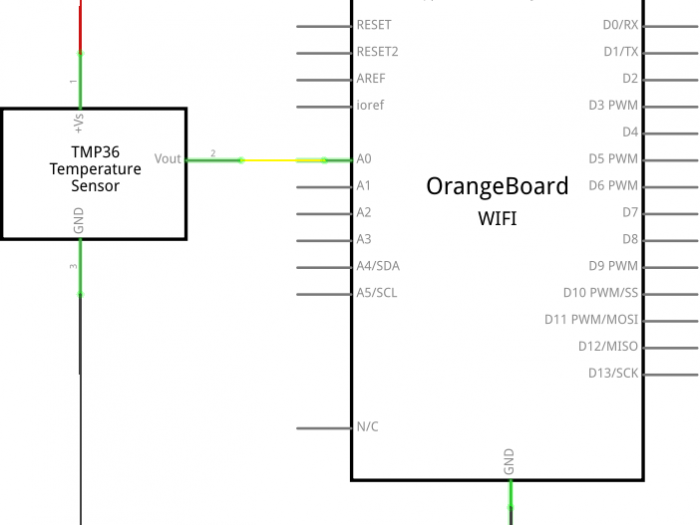 RESET
RESET2
AREF
ioref
A0
A1
A2
A3
A4/SDA
A5/SCL
N/C
D0/RX
D1/TX
D2
D3 PWM
D4
D5 PWM
D6 PWM
D7
D8
D9 PWM
D10 PWM/SS
D11 PWM/MOSI
D12/MISO
D13/SCK
OrangeBoard
WIFI
GND
1
+Vs
TMP36
Temperature
Sensor
Vout
2
GND
3